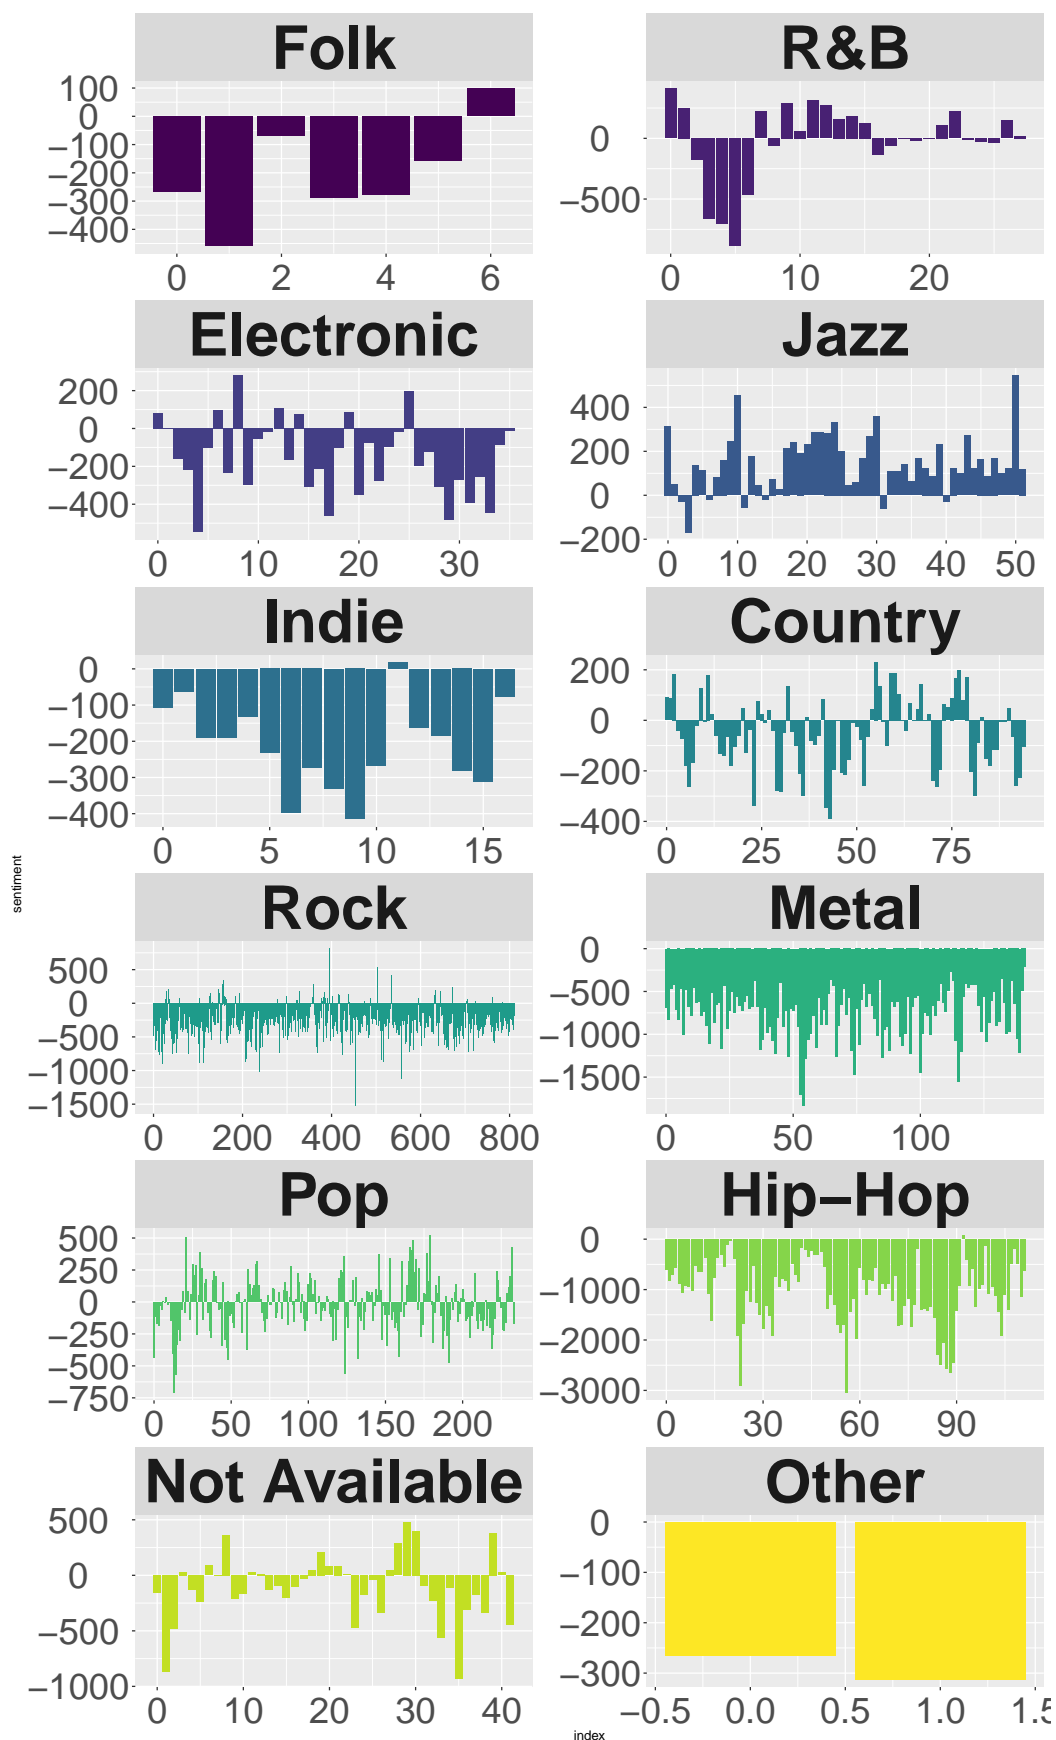 Folk
100
0
−100
−200
−300
−400
0 2 4 6
R&B
0
−500
0 10 20
Electronic
200
0
−200
−400
0 10 20 30
Jazz
400
200
0
−200
0 10 20 30 40 50
Indie
0
−100
−200
−300
−400
0 5 10 15
Country
200
0
−200
−400
0 25 50 75
sentiment
Rock
500
0
−500
−1000
−1500
0 200 400 600 800
Metal
0
−500
−1000
−1500
0 50 100
Pop
500
250
0
−250
−500
−750
0 50 100 150 200
Hip−Hop
0
−1000
−2000
−3000
0 30 60 90
Not Available
500
0
−500
−1000
0 10 20 30 40
Other
0
−100
−200
−300
−0.5 0.0 0.5 1.0 1.5
index